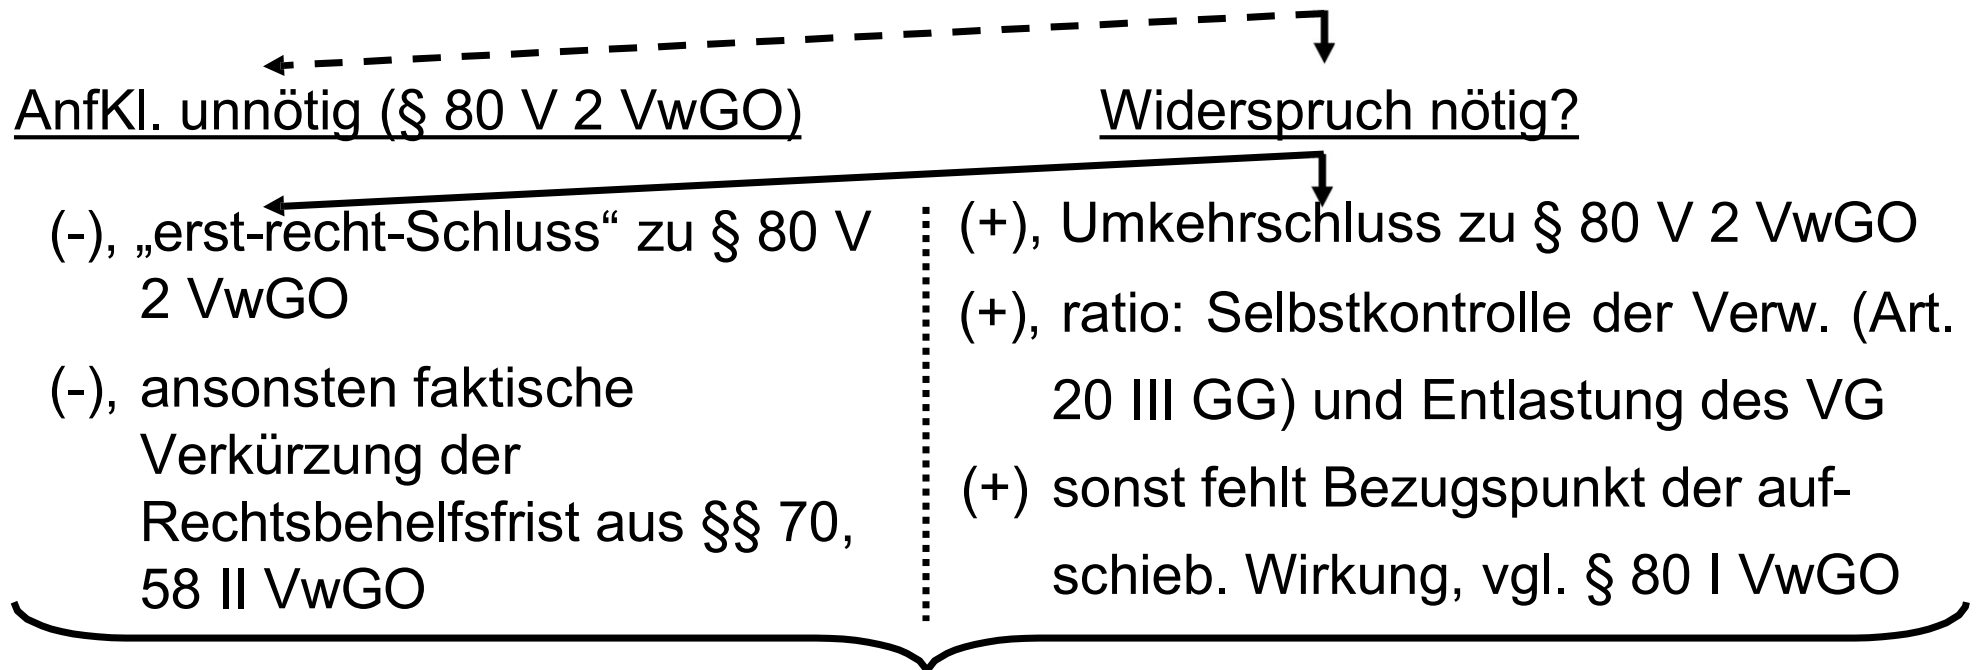 AnfKl. unnötig (§ 80 V 2 VwGO)
Widerspruch nötig?
(-), „erst-recht-Schluss“ zu § 80 V
2 VwGO
(-), ansonsten faktische
Verkürzung der
Rechtsbehelfsfrist aus §§ 70,
58 II VwGO
(+), Umkehrschluss zu § 80 V 2 VwGO
(+), ratio: Selbstkontrolle der Verw. (Art.
20 III GG) und Entlastung des VG
(+) sonst fehlt Bezugspunkt der auf-
schieb. Wirkung, vgl. § 80 I VwGO